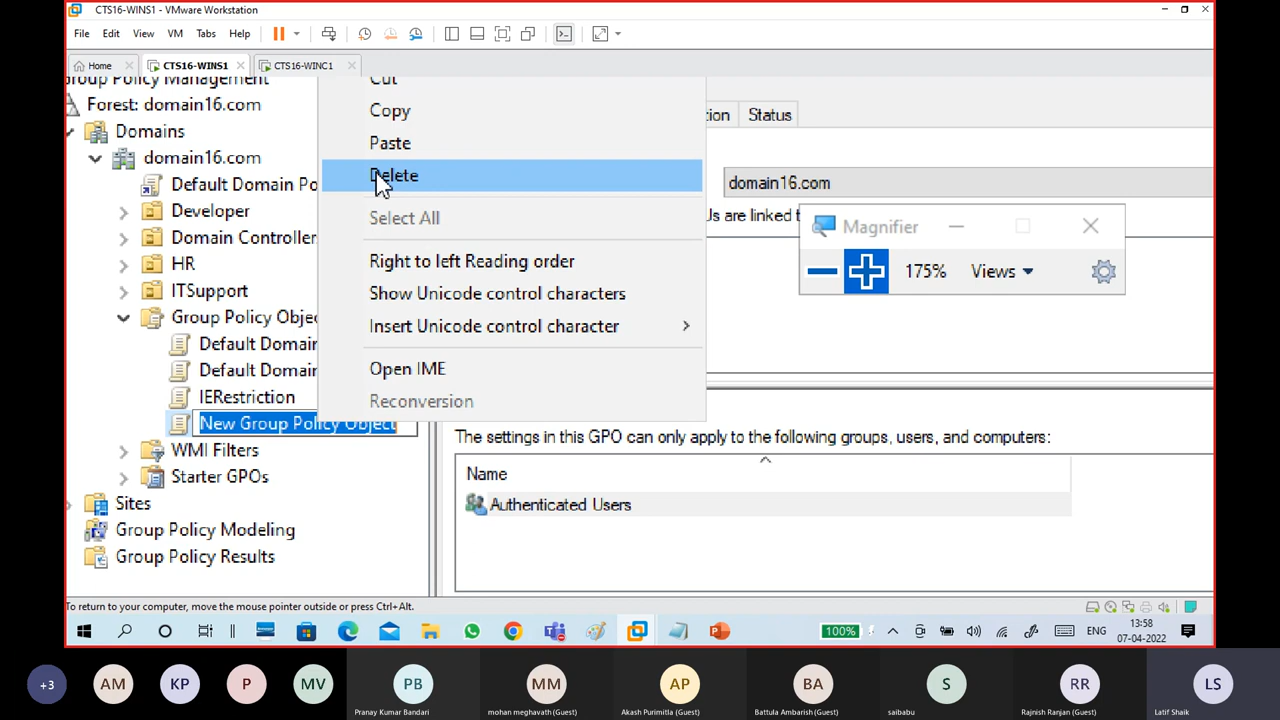 CTS16-WINS1 - VMware Workstation
File Edit View VM Tabs Help
Home CTS16-WINS1 CTS16-WINC1
Group Policy Management
Forest: domain16.com
Domains
domain16.com
Default Domain Po
Developer
Domain Controller
HR
ITSupport
Group Policy Objec
Default Domain
Default Domain
IERestriction
New Group Policy Object
WMI Filters
Starter GPOs
Sites
Group Policy Modeling
Group Policy Results
Cut
Copy
Paste
Delete
Select All
Right to left Reading order
Show Unicode control characters
Insert Unicode control character
Open IME
Reconversion
tion Status
domain16.com
Us are linked t
Magnifier
175% Views
The settings in this GPO can only apply to the following groups, users, and computers:
Name
Authenticated Users
To return to your computer, move the mouse pointer outside or press Ctrl+Alt.
100% ENG 13:58
07-04-2022
+3 AM KP P MV PB MM AP BA S RR LS
Pranay Kumar Bandari mohan meghavath (Guest) Akash Purimitla (Guest) Battula Ambarish (Guest) saibabu Rajnish Ranjan (Guest) Latif Shaik